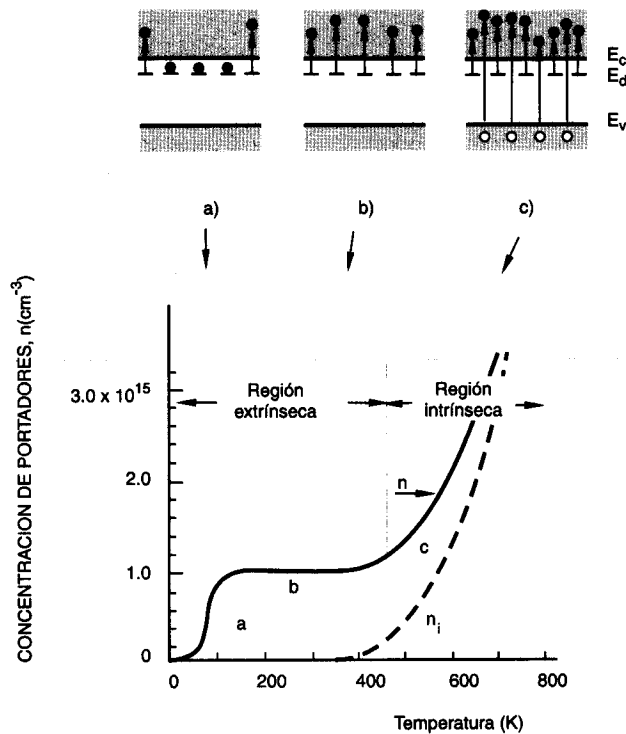 E_c
E_d
E_v
a)
b)
c)
CONCENTRACION DE PORTADORES, n(cm⁻³)
3.0 x 10¹⁵
2.0
1.0
0
Región
extrínseca
Región
intrínseca
n
a
b
c
n_i
0
200
400
600
800
Temperatura (K)